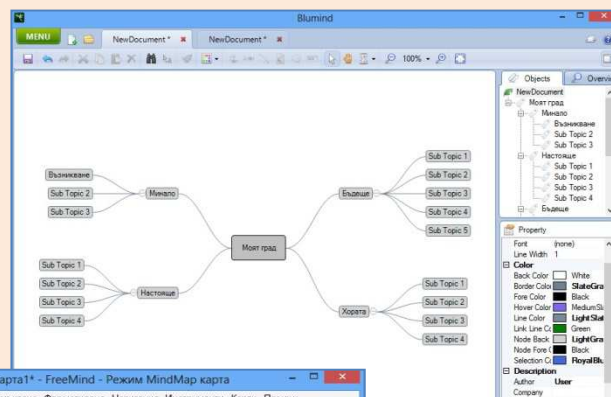 Blumind
MENU NewDocument * NewDocument *
100%
Objects Overvi
NewDocument
Моят град
Минало
Възникване
Sub Topic 2
Sub Topic 3
Настояще
Sub Topic 1
Sub Topic 2
Sub Topic 3
Sub Topic 4
Бъдеще
Възникване
Sub Topic 2
Sub Topic 3
Минало
Sub Topic 1
Sub Topic 2
Sub Topic 3
Sub Topic 4
Настояще
Моят град
Бъдеще
Sub Topic 1
Sub Topic 2
Sub Topic 3
Sub Topic 4
Sub Topic 5
Хората
Sub Topic 1
Sub Topic 2
Sub Topic 3
Sub Topic 4
Property
Font (none)
Line Width 1
Color
Back Color White
Border Color SlateGra
Fore Color Black
Hover Color MediumSl
Line Color LightSlat
Link Line Co Green
Node Back LightGra
Node Fore C Black
Selection Co RoyalBlu
Description
Author User
Company
арта1* - FreeMind - Режим MindMap карта